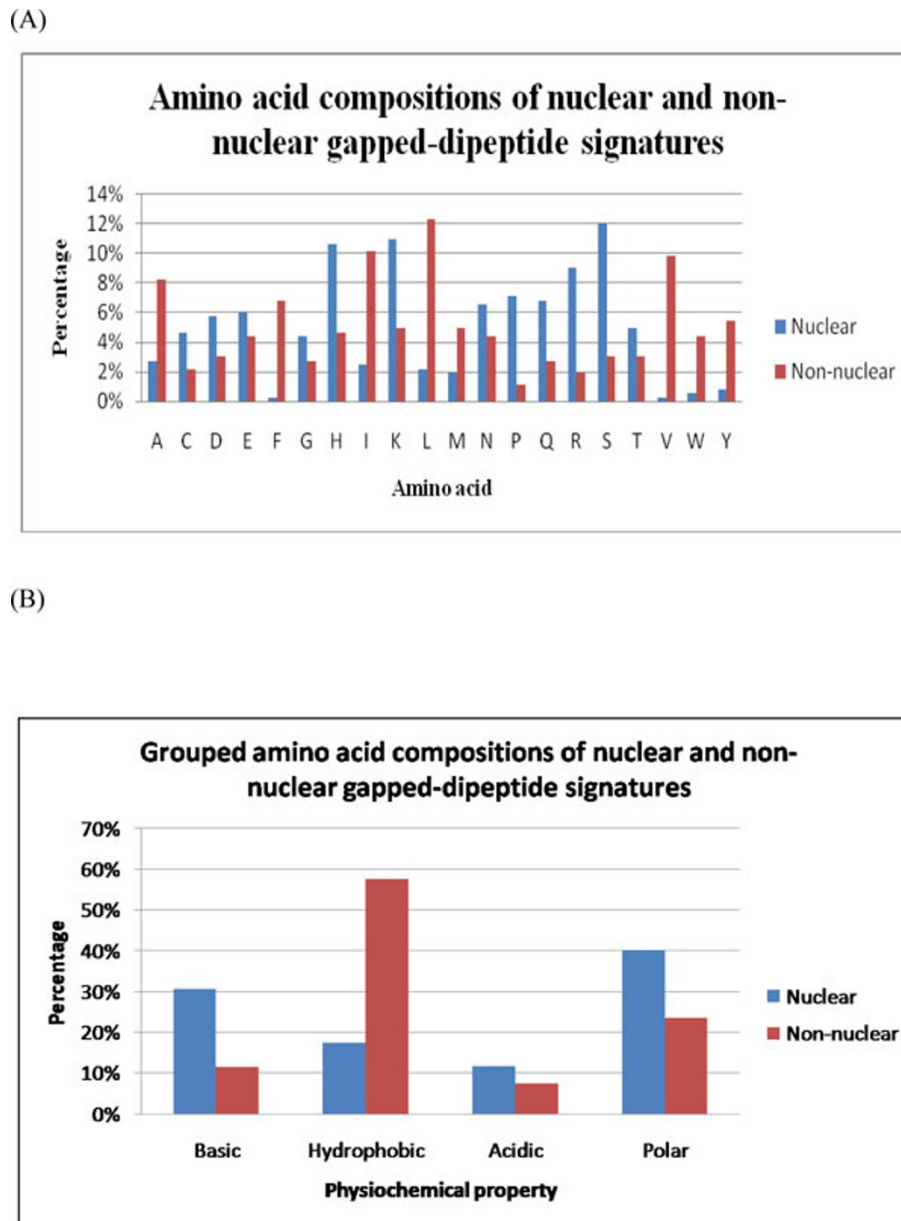 (A)
Amino acid compositions of nuclear and non-
nuclear gapped-dipeptide signatures
14%
12%
10%
8%
6%
4%
2%
0%
Percentage
A C D E F G H I K L M N P Q R S T V W Y
Amino acid
Nuclear
Non-nuclear
(B)
Grouped amino acid compositions of nuclear and non-
nuclear gapped-dipeptide signatures
70%
60%
50%
40%
30%
20%
10%
0%
Percentage
Basic Hydrophobic Acidic Polar
Physiochemical property
Nuclear
Non-nuclear